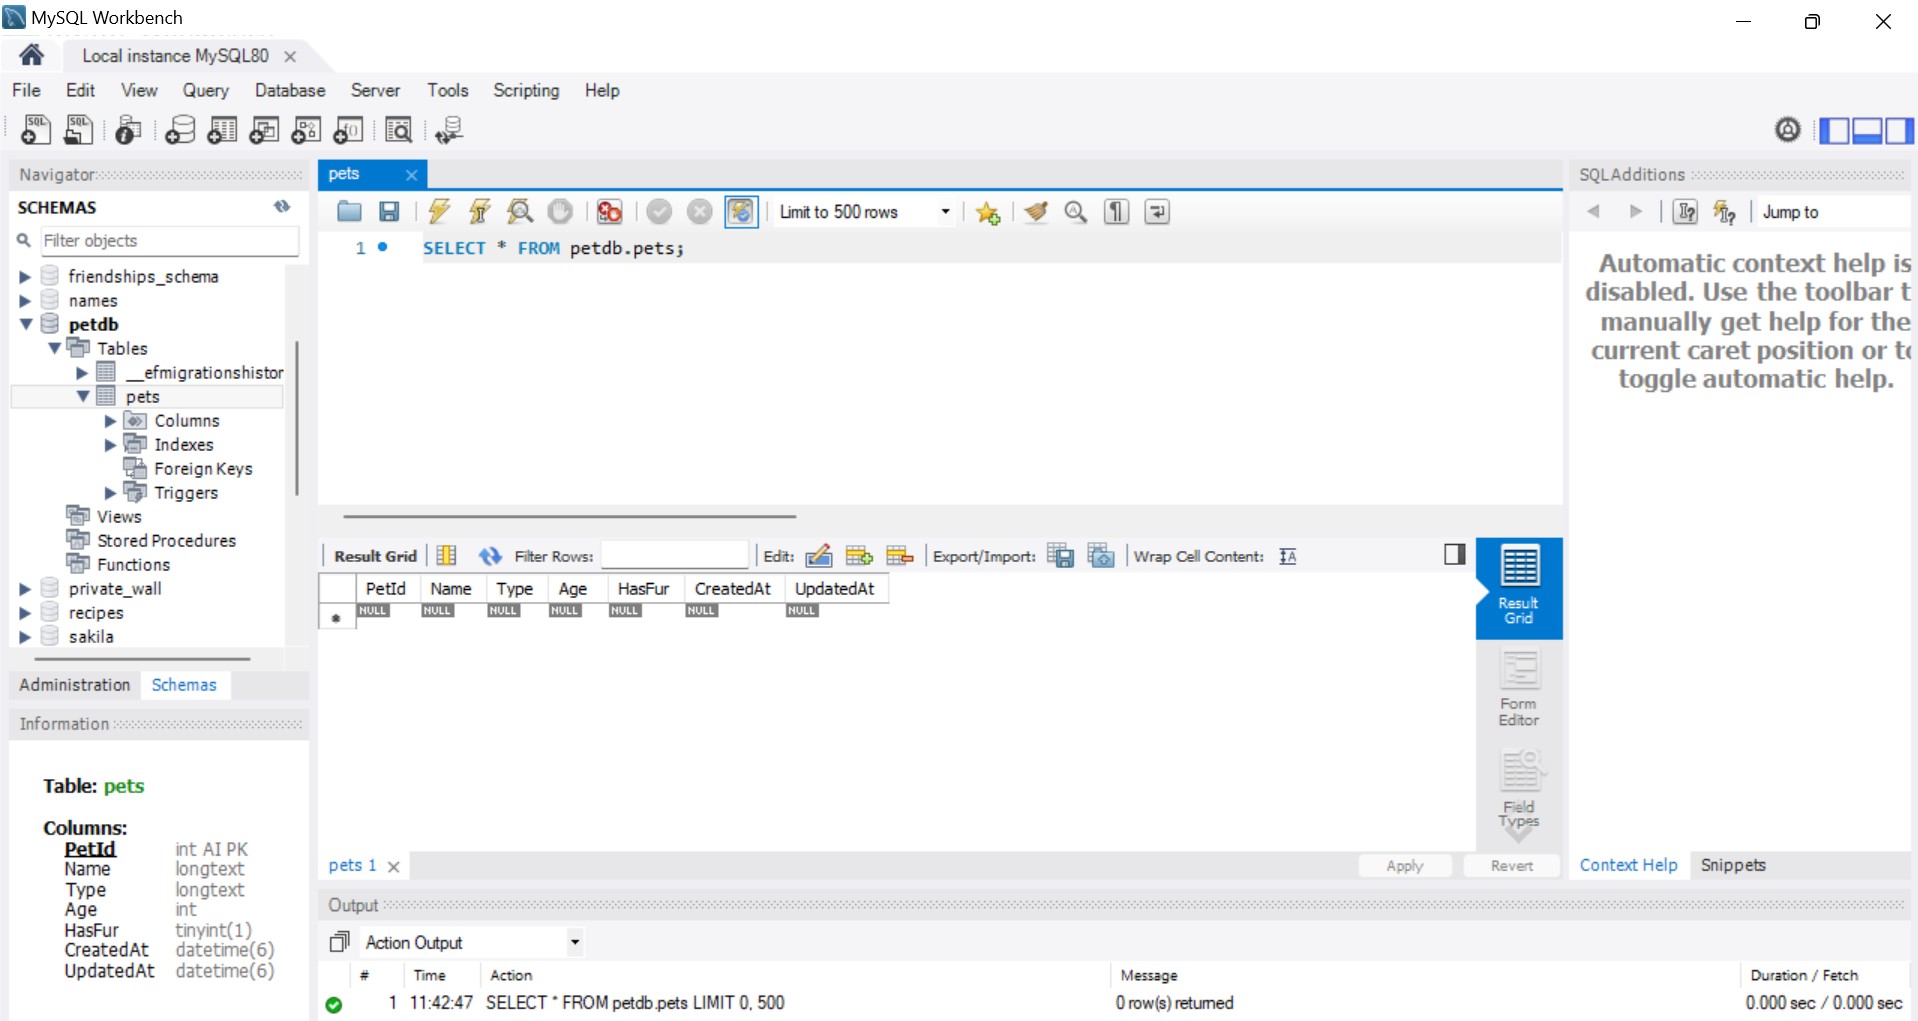 MySQL Workbench
Local instance MySQL80
File Edit View Query Database Server Tools Scripting Help
Navigator
SCHEMAS
Filter objects
friendships_schema
names
petdb
Tables
__efmigrationshistor
pets
Columns
Indexes
Foreign Keys
Triggers
Views
Stored Procedures
Functions
private_wall
recipes
sakila
Administration Schemas
Information
Table: pets
Columns:
PetId int AI PK
Name longtext
Type longtext
Age int
HasFur tinyint(1)
CreatedAt datetime(6)
UpdatedAt datetime(6)
pets
Limit to 500 rows
1 SELECT * FROM petdb.pets;
Result Grid Filter Rows: Edit: Export/Import: Wrap Cell Content:
PetId Name Type Age HasFur CreatedAt UpdatedAt
NULL NULL NULL NULL NULL NULL NULL
Result
Grid
Form
Editor
Field
Types
pets 1
Apply Revert
Output
Action Output
# Time Action Message Duration / Fetch
1 11:42:47 SELECT * FROM petdb.pets LIMIT 0, 500 0 row(s) returned 0.000 sec / 0.000 sec
SQLAdditions
Jump to
Automatic context help is
disabled. Use the toolbar t
manually get help for the
current caret position or to
toggle automatic help.
Context Help Snippets